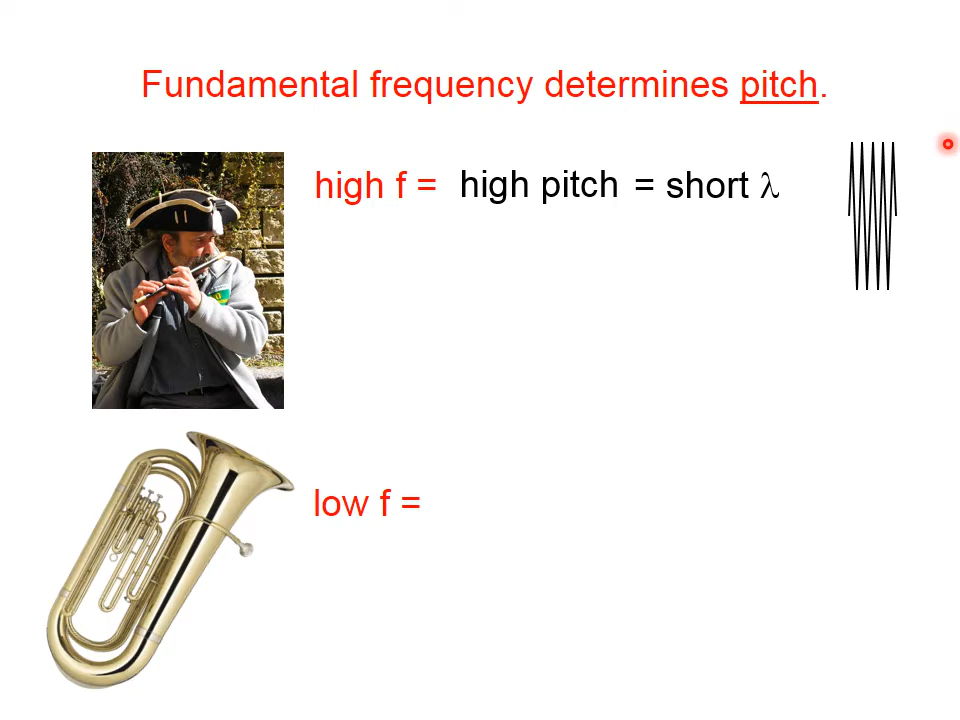 Fundamental frequency determines pitch.
high f = high pitch = short λ
low f =